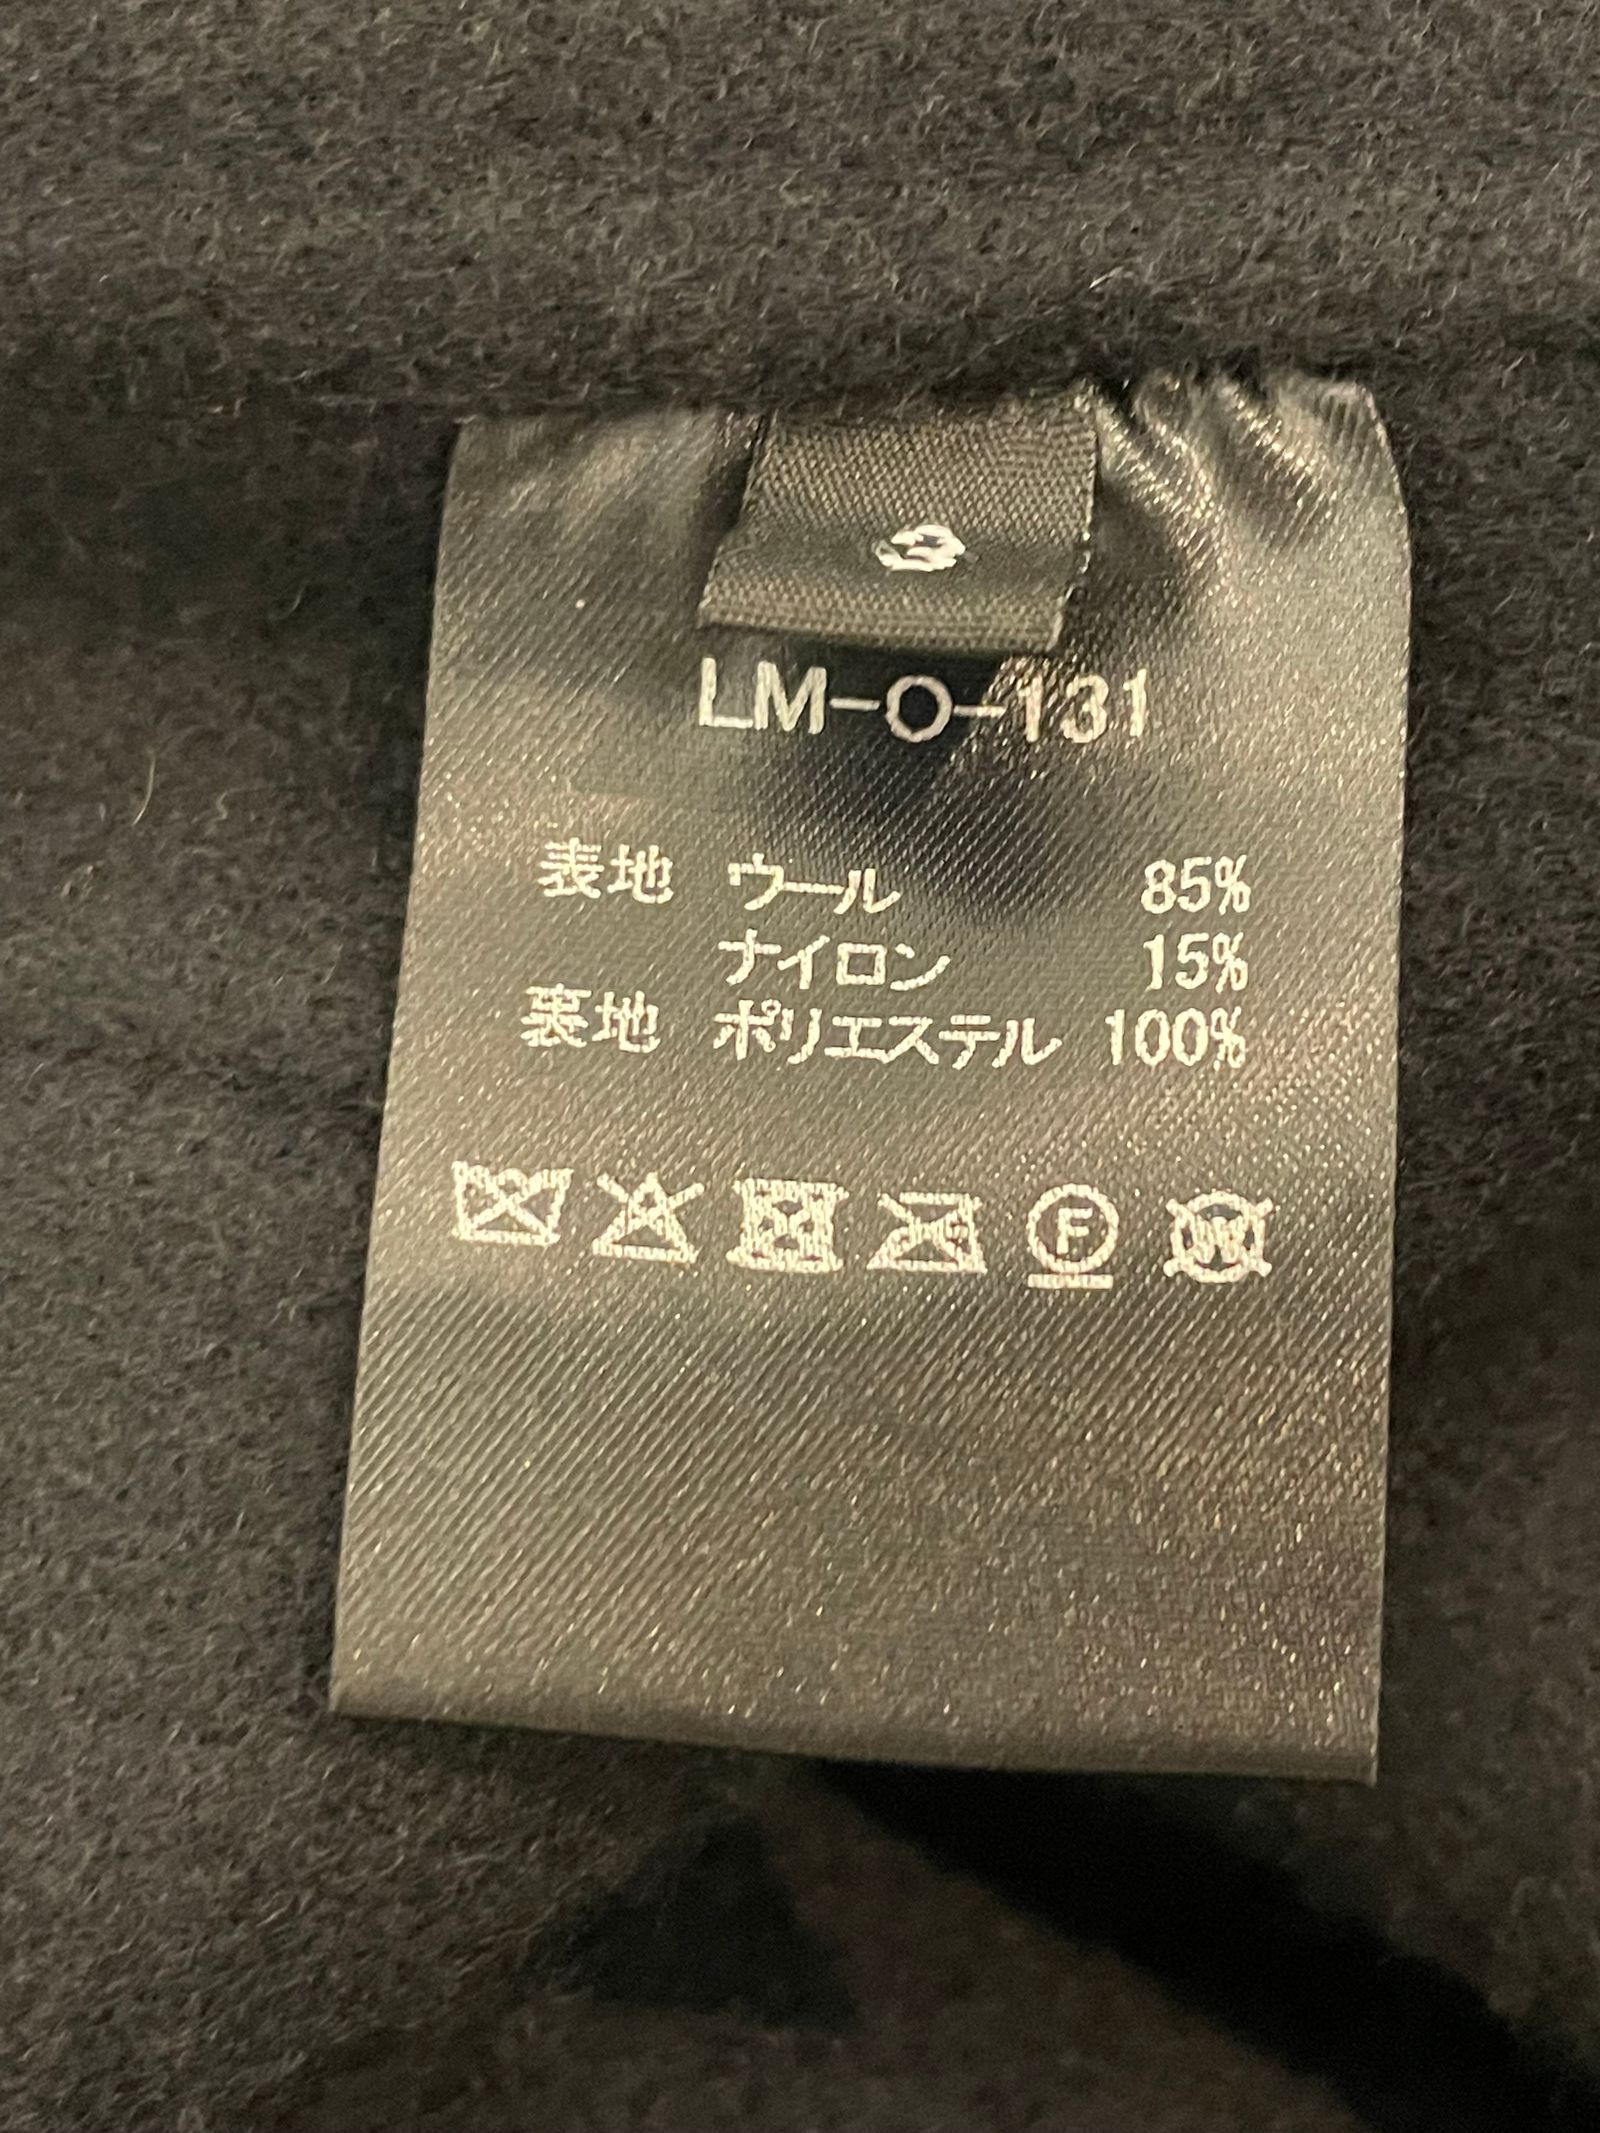 3
LM-O-131
表地 ウール 85%
ナイロン 15%
裏地 ポリエステル 100%
F W